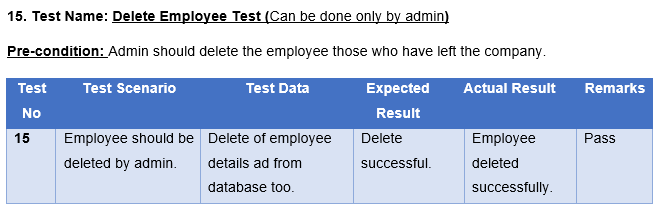 15. Test Name: Delete Employee Test (Can be done only by admin)
Pre-condition: Admin should delete the employee those who have left the company.
Test No Test Scenario Test Data Expected Result Actual Result Remarks
15 Employee should be deleted by admin. Delete of employee details ad from database too. Delete successful. Employee deleted successfully. Pass